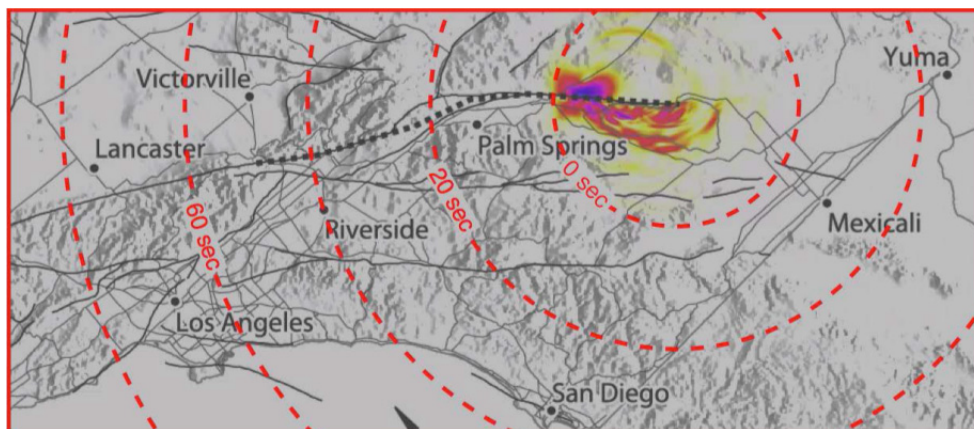 Yuma
Victorville
Lancaster
Palm Springs
0 sec
20 sec
60 sec
Riverside
Mexicali
Los Angeles
San Diego